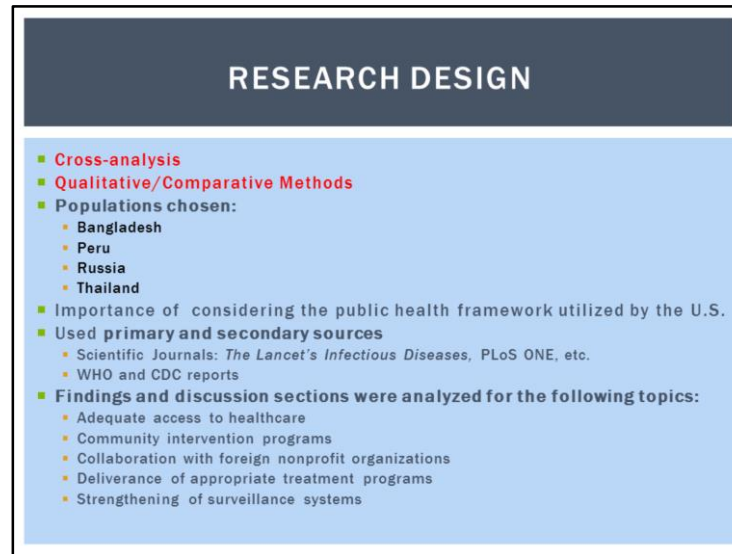 RESEARCH DESIGN
Cross-analysis
Qualitative/Comparative Methods
Populations chosen:
Bangladesh
Peru
Russia
Thailand
Importance of considering the public health framework utilized by the U.S.
Used primary and secondary sources
Scientific Journals: The Lancet's Infectious Diseases, PLoS ONE, etc.
WHO and CDC reports
Findings and discussion sections were analyzed for the following topics:
Adequate access to healthcare
Community intervention programs
Collaboration with foreign nonprofit organizations
Deliverance of appropriate treatment programs
Strengthening of surveillance systems